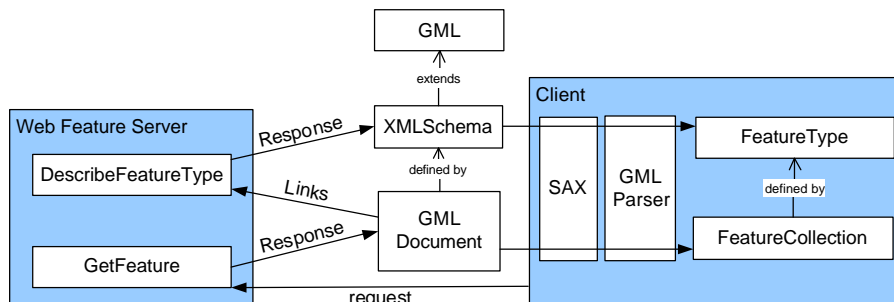 GML
extends
Client
Web Feature Server
Response
XMLSchema
FeatureType
DescribeFeatureType
defined by
SAX
GML
Parser
defined by
Links
GML
Document
Response
FeatureCollection
GetFeature
request